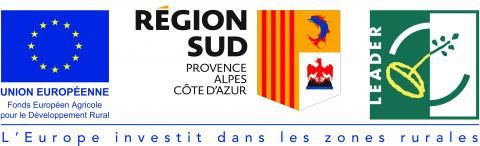 UNION EUROPÉENNE
Fonds Européen Agricole
pour le Développement Rural
RÉGION
SUD
PROVENCE
ALPES
CÔTE D'AZUR
LEADER
L'Europe investit dans les zones rurales